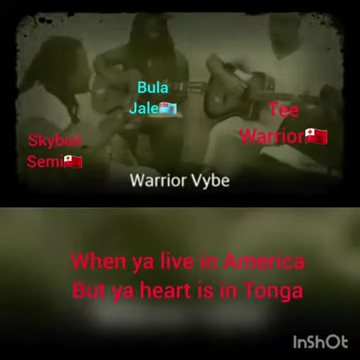 Bula
Jale🇫🇯
Tee
Warrior🇹🇴
Skyboii
Semi🇹🇴
Warrior Vybe
When ya live in America
But ya heart is in Tonga
InShOt